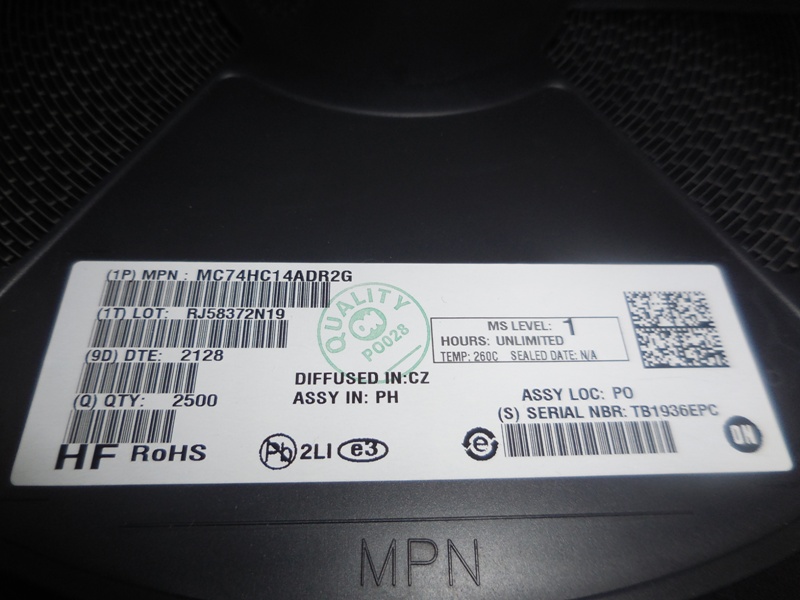 (1P) MPN : MC74HC14ADR2G
(1T) LOT: RJ58372N19
(9D) DTE: 2128
(Q) QTY: 2500
HF RoHS
QUALITY
PO028
DIFFUSED IN:CZ
ASSY IN: PH
Pb 2LI e3
MS LEVEL: 1
HOURS: UNLIMITED
TEMP: 260C SEALED DATE: N/A
ASSY LOC: PO
(S) SERIAL NBR: TB1936EPC
e
ON
MPN